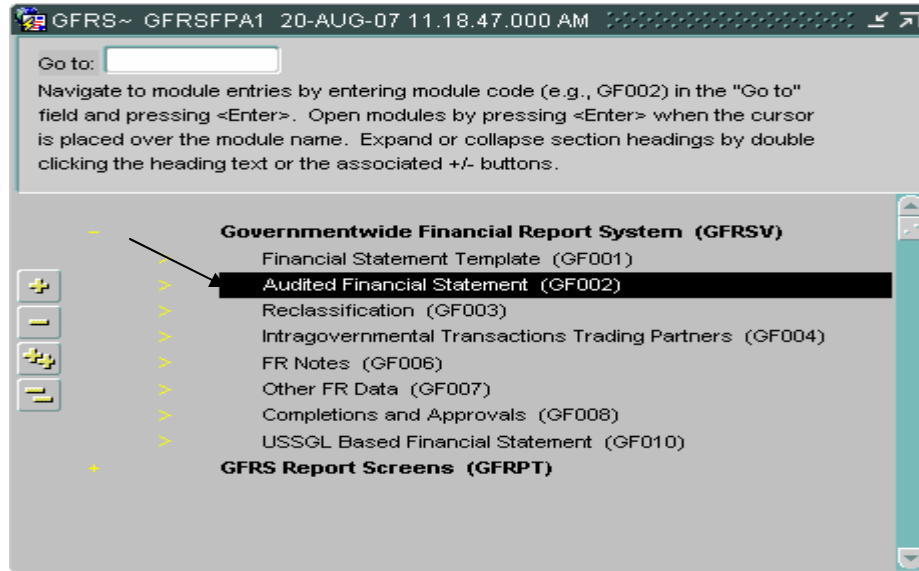 GFRS~ GFRSFPA1 20-AUG-07 11.18.47.000 AM
Go to:
Navigate to module entries by entering module code (e.g., GF002) in the "Go to"
field and pressing <Enter>. Open modules by pressing <Enter> when the cursor
is placed over the module name. Expand or collapse section headings by double
clicking the heading text or the associated +/- buttons.
- Governmentwide Financial Report System (GFRSV)
> Financial Statement Template (GF001)
> Audited Financial Statement (GF002)
> Reclassification (GF003)
> Intragovernmental Transactions Trading Partners (GF004)
> FR Notes (GF006)
> Other FR Data (GF007)
> Completions and Approvals (GF008)
> USSGL Based Financial Statement (GF010)
+ GFRS Report Screens (GFRPT)